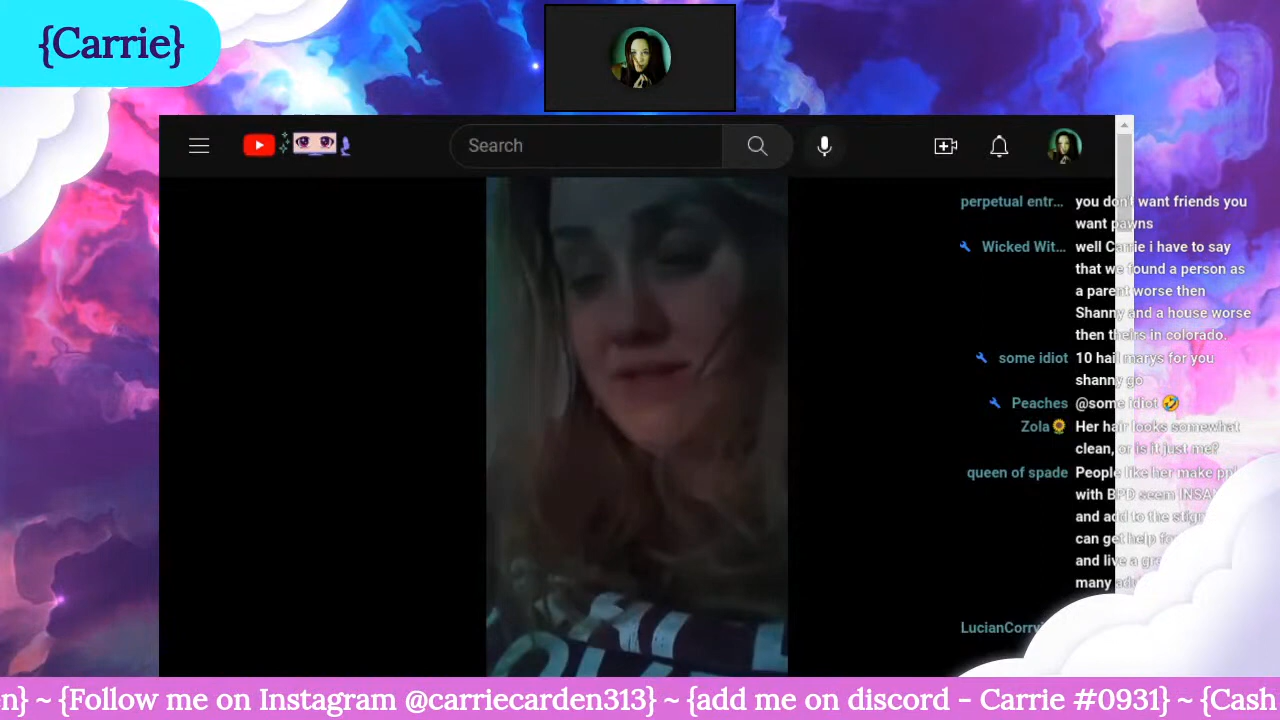 {Carrie}
Search
perpetual entr... you don't want friends you
want pawns
Wicked Wit... well Carrie i have to say
that we found a person as
a parent worse then
Shanny and a house worse
then theirs in colorado.
some idiot 10 hail marys for you
shanny go
Peaches @some idiot 🤣
Zola🌻 Her hair looks somewhat
clean, or is it just me?
queen of spade People like her make
with BPD seem
and add to the
can get help
and live a
many
n} ~ {Follow me on Instagram @carriecarden313} ~ {add me on discord - Carrie #0931} ~ {Cash